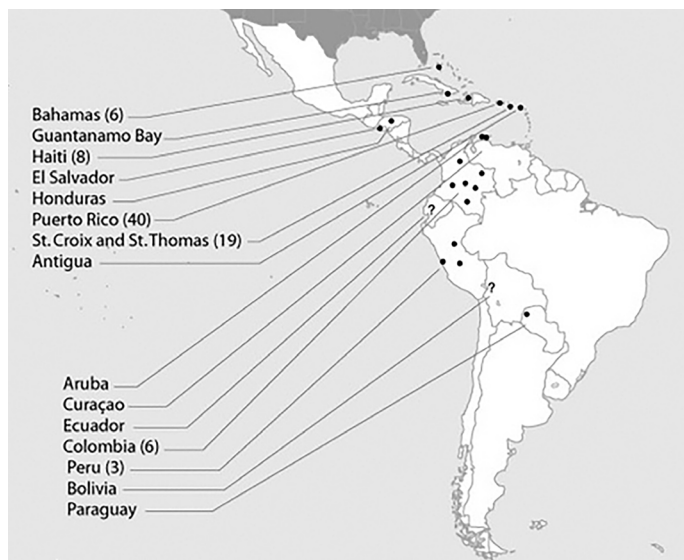 Bahamas (6)
Guantanamo Bay
Haiti (8)
El Salvador
Honduras
Puerto Rico (40)
St. Croix and St. Thomas (19)
Antigua
?
?
Aruba
Curaçao
Ecuador
Colombia (6)
Peru (3)
Bolivia
Paraguay